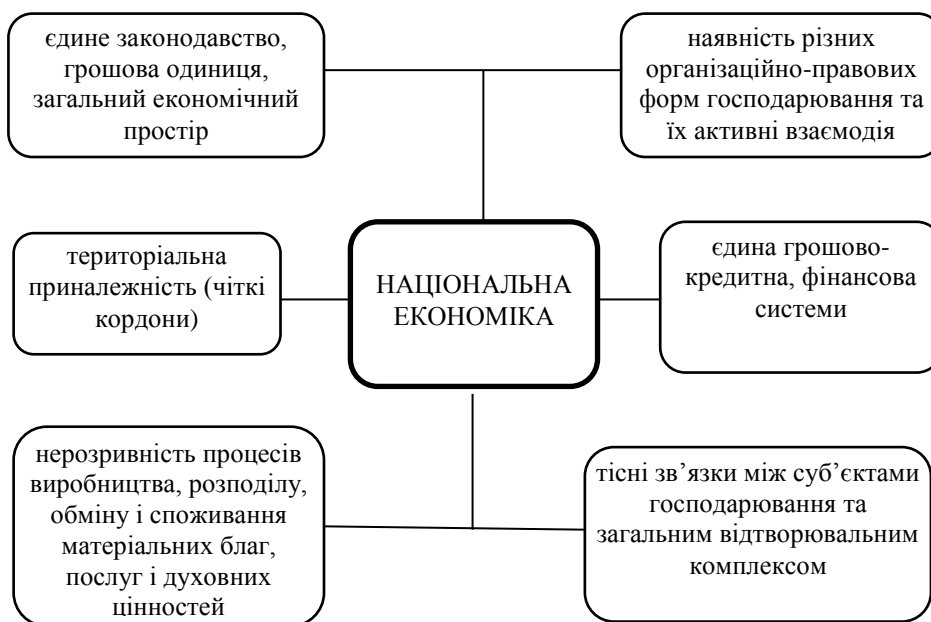 єдине законодавство,
грошова одиниця,
загальний економічний
простір
наявність різних
організаційно-правових
форм господарювання та
їх активні взаємодія
територіальна
приналежність (чіткі
кордони)
НАЦІОНАЛЬНА
ЕКОНОМІКА
єдина грошово-
кредитна, фінансова
системи
нерозривність процесів
виробництва, розподілу,
обміну і споживання
матеріальних благ,
послуг і духовних
цінностей
тісні зв’язки між суб’єктами
господарювання та
загальним відтворювальним
комплексом